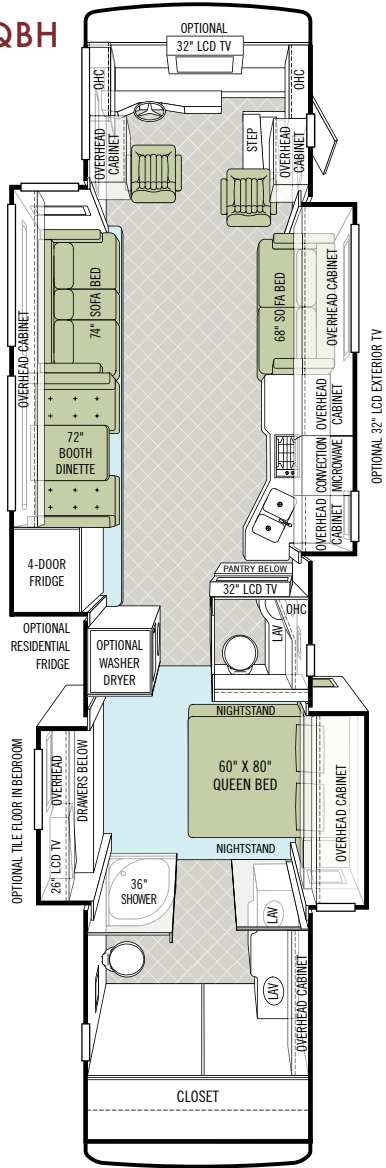 QBH
OPTIONAL
32" LCD TV
OHC
OHC
OVERHEAD
CABINET
STEP
OVERHEAD
CABINET
OVERHEAD CABINET
74" SOFA BED
68" SOFA BED
OVERHEAD CABINET
72"
BOOTH
DINETTE
OVERHEAD
CABINET
CONVECTION
MICROWAVE
OVERHEAD
CABINET
OPTIONAL 32" LCD EXTERIOR TV
4-DOOR
FRIDGE
PANTRY BELOW
32" LCD TV
OHC
LAV
OPTIONAL
RESIDENTIAL
FRIDGE
OPTIONAL
WASHER
DRYER
OPTIONAL TILE FLOOR IN BEDROOM
OVERHEAD
26" LCD TV
DRAWERS BELOW
NIGHTSTAND
60" X 80"
QUEEN BED
NIGHTSTAND
OVERHEAD CABINET
36"
SHOWER
LAV
LAV
OVERHEAD CABINET
CLOSET